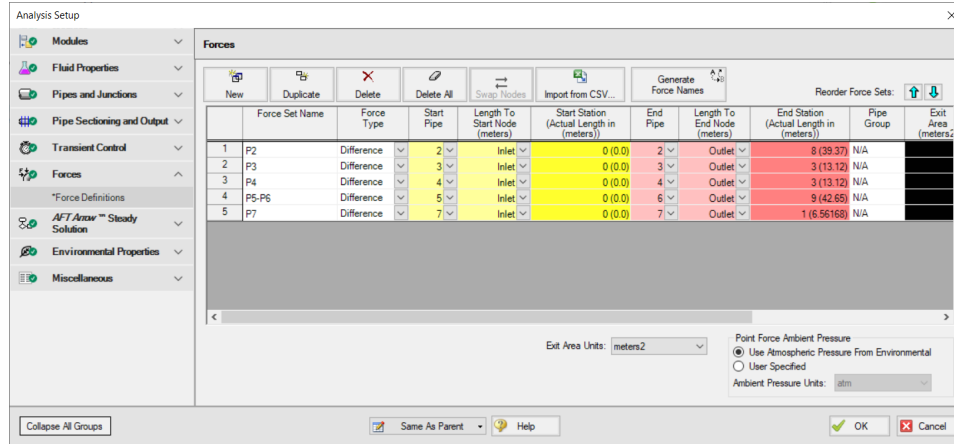 Analysis Setup
Modules
Fluid Properties
Pipes and Junctions
Pipe Sectioning and Output
Transient Control
Forces
*Force Definitions
AFT Arrow ™ Steady
Solution
Environmental Properties
Miscellaneous
Forces
New
Duplicate
Delete
Delete All
Swap Nodes
Import from CSV...
Generate
Force Names
Reorder Force Sets:
Force Set Name Force Type Start Pipe Length To Start Node (meters) Start Station (Actual Length in (meters)) End Pipe Length To End Node (meters) End Station (Actual Length in (meters)) Pipe Group Exit Area (meters2
1 P2 Difference 2 Inlet 0 (0.0) 2 Outlet 8 (39.37) N/A
2 P3 Difference 3 Inlet 0 (0.0) 3 Outlet 3 (13.12) N/A
3 P4 Difference 4 Inlet 0 (0.0) 4 Outlet 3 (13.12) N/A
4 P5-P6 Difference 5 Inlet 0 (0.0) 6 Outlet 9 (42.65) N/A
5 P7 Difference 7 Inlet 0 (0.0) 7 Outlet 1 (6.56168) N/A
Exit Area Units: meters2
Point Force Ambient Pressure
Use Atmospheric Pressure From Environmental
User Specified
Ambient Pressure Units: atm
Collapse All Groups
Same As Parent
Help
OK
Cancel